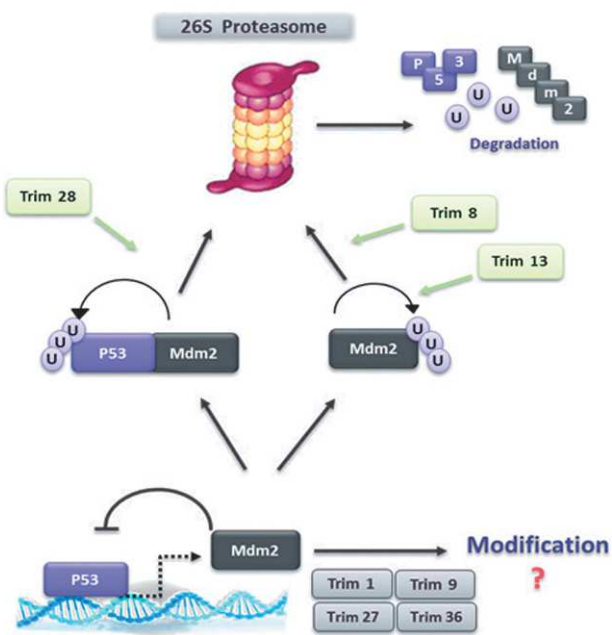 26S Proteasome
P 5 3
M d m 2
U U U
Degradation
Trim 28
Trim 8
Trim 13
U U U
P53 Mdm2
Mdm2
U U U
Mdm2
P53
Modification
?
Trim 1 Trim 9
Trim 27 Trim 36